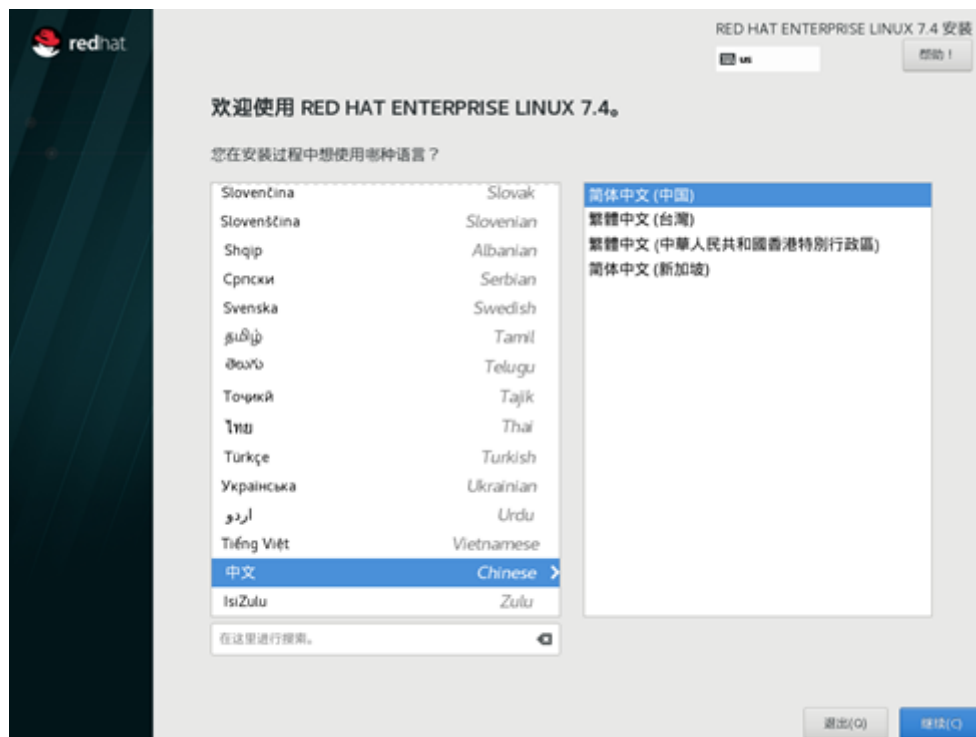 redhat
RED HAT ENTERPRISE LINUX 7.4 安装
us
帮助！
欢迎使用 RED HAT ENTERPRISE LINUX 7.4。
您在安装过程中想使用哪种语言？
Slovenčina Slovak
Slovenščina Slovenian
Shqip Albanian
Српски Serbian
Svenska Swedish
தமிழ் Tamil
తెలుగు Telugu
Тоҷикӣ Tajik
ไทย Thai
Türkçe Turkish
Українська Ukrainian
اردو Urdu
Tiếng Việt Vietnamese
中文 Chinese
IsiZulu Zulu
简体中文 (中国)
繁體中文 (台灣)
繁體中文 (中華人民共和國香港特別行政區)
简体中文 (新加坡)
在这里进行搜索。
退出(Q)
继续(C)